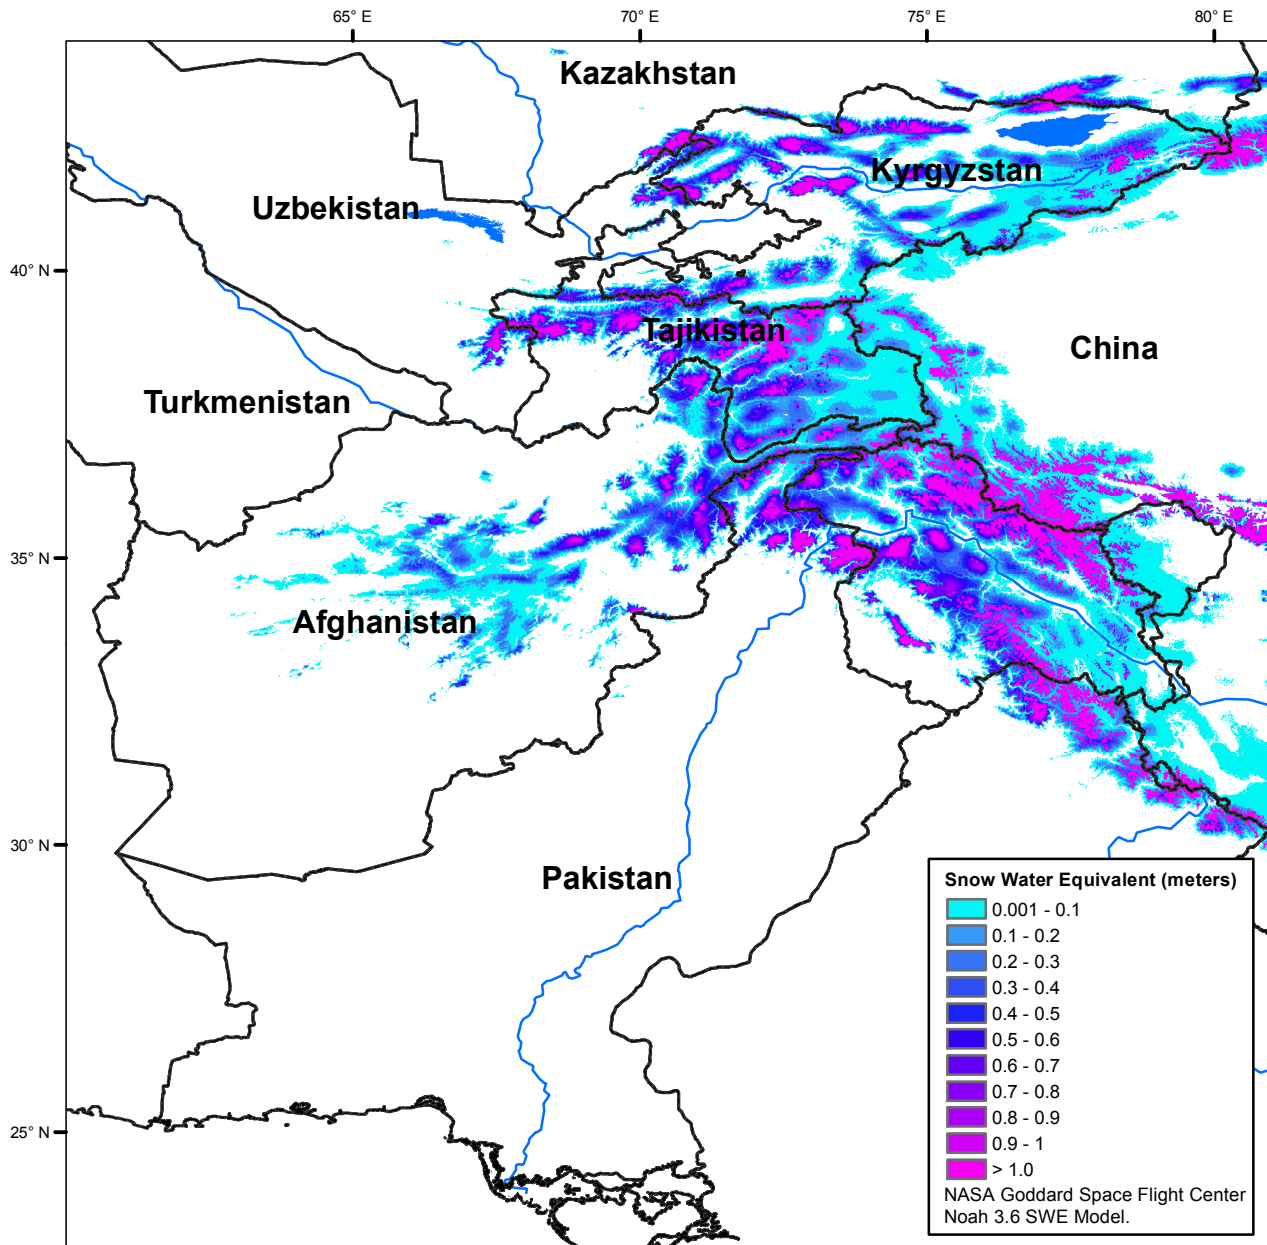 65° E
70° E
75° E
80° E
Kazakhstan
Kyrgyzstan
Uzbekistan
40° N
Tajikistan
China
Turkmenistan
35° N
Afghanistan
30° N
Pakistan
25° N
Snow Water Equivalent (meters)
0.001 - 0.1
0.1 - 0.2
0.2 - 0.3
0.3 - 0.4
0.4 - 0.5
0.5 - 0.6
0.6 - 0.7
0.7 - 0.8
0.8 - 0.9
0.9 - 1
> 1.0
NASA Goddard Space Flight Center
Noah 3.6 SWE Model.